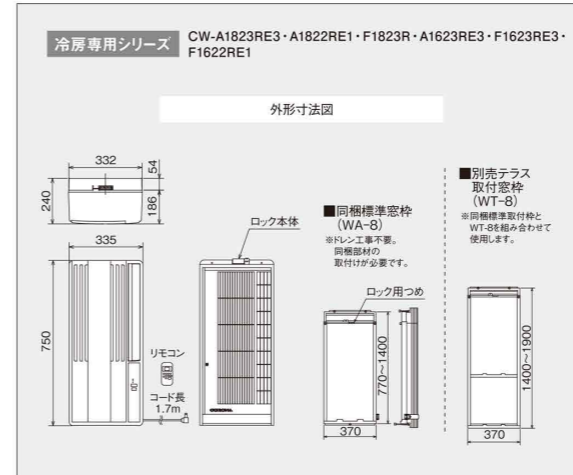 冷房専用シリーズ
CW-A1823RE3・A1822RE1・F1823R・A1623RE3・F1623RE3・
F1622RE1
外形寸法図
332
54
240
186
335
750
リモコン
コード長
1.7m
ロック本体
CORONA
■同梱標準窓枠
(WA-8)
※ドレン工事不要。
同梱部材の
取付けが必要です。
ロック用つめ
770~1400
370
■別売テラス
取付窓枠
(WT-8)
※同梱標準取付枠と
WT-8を組み合わせて
使用します。
1400~1900
370